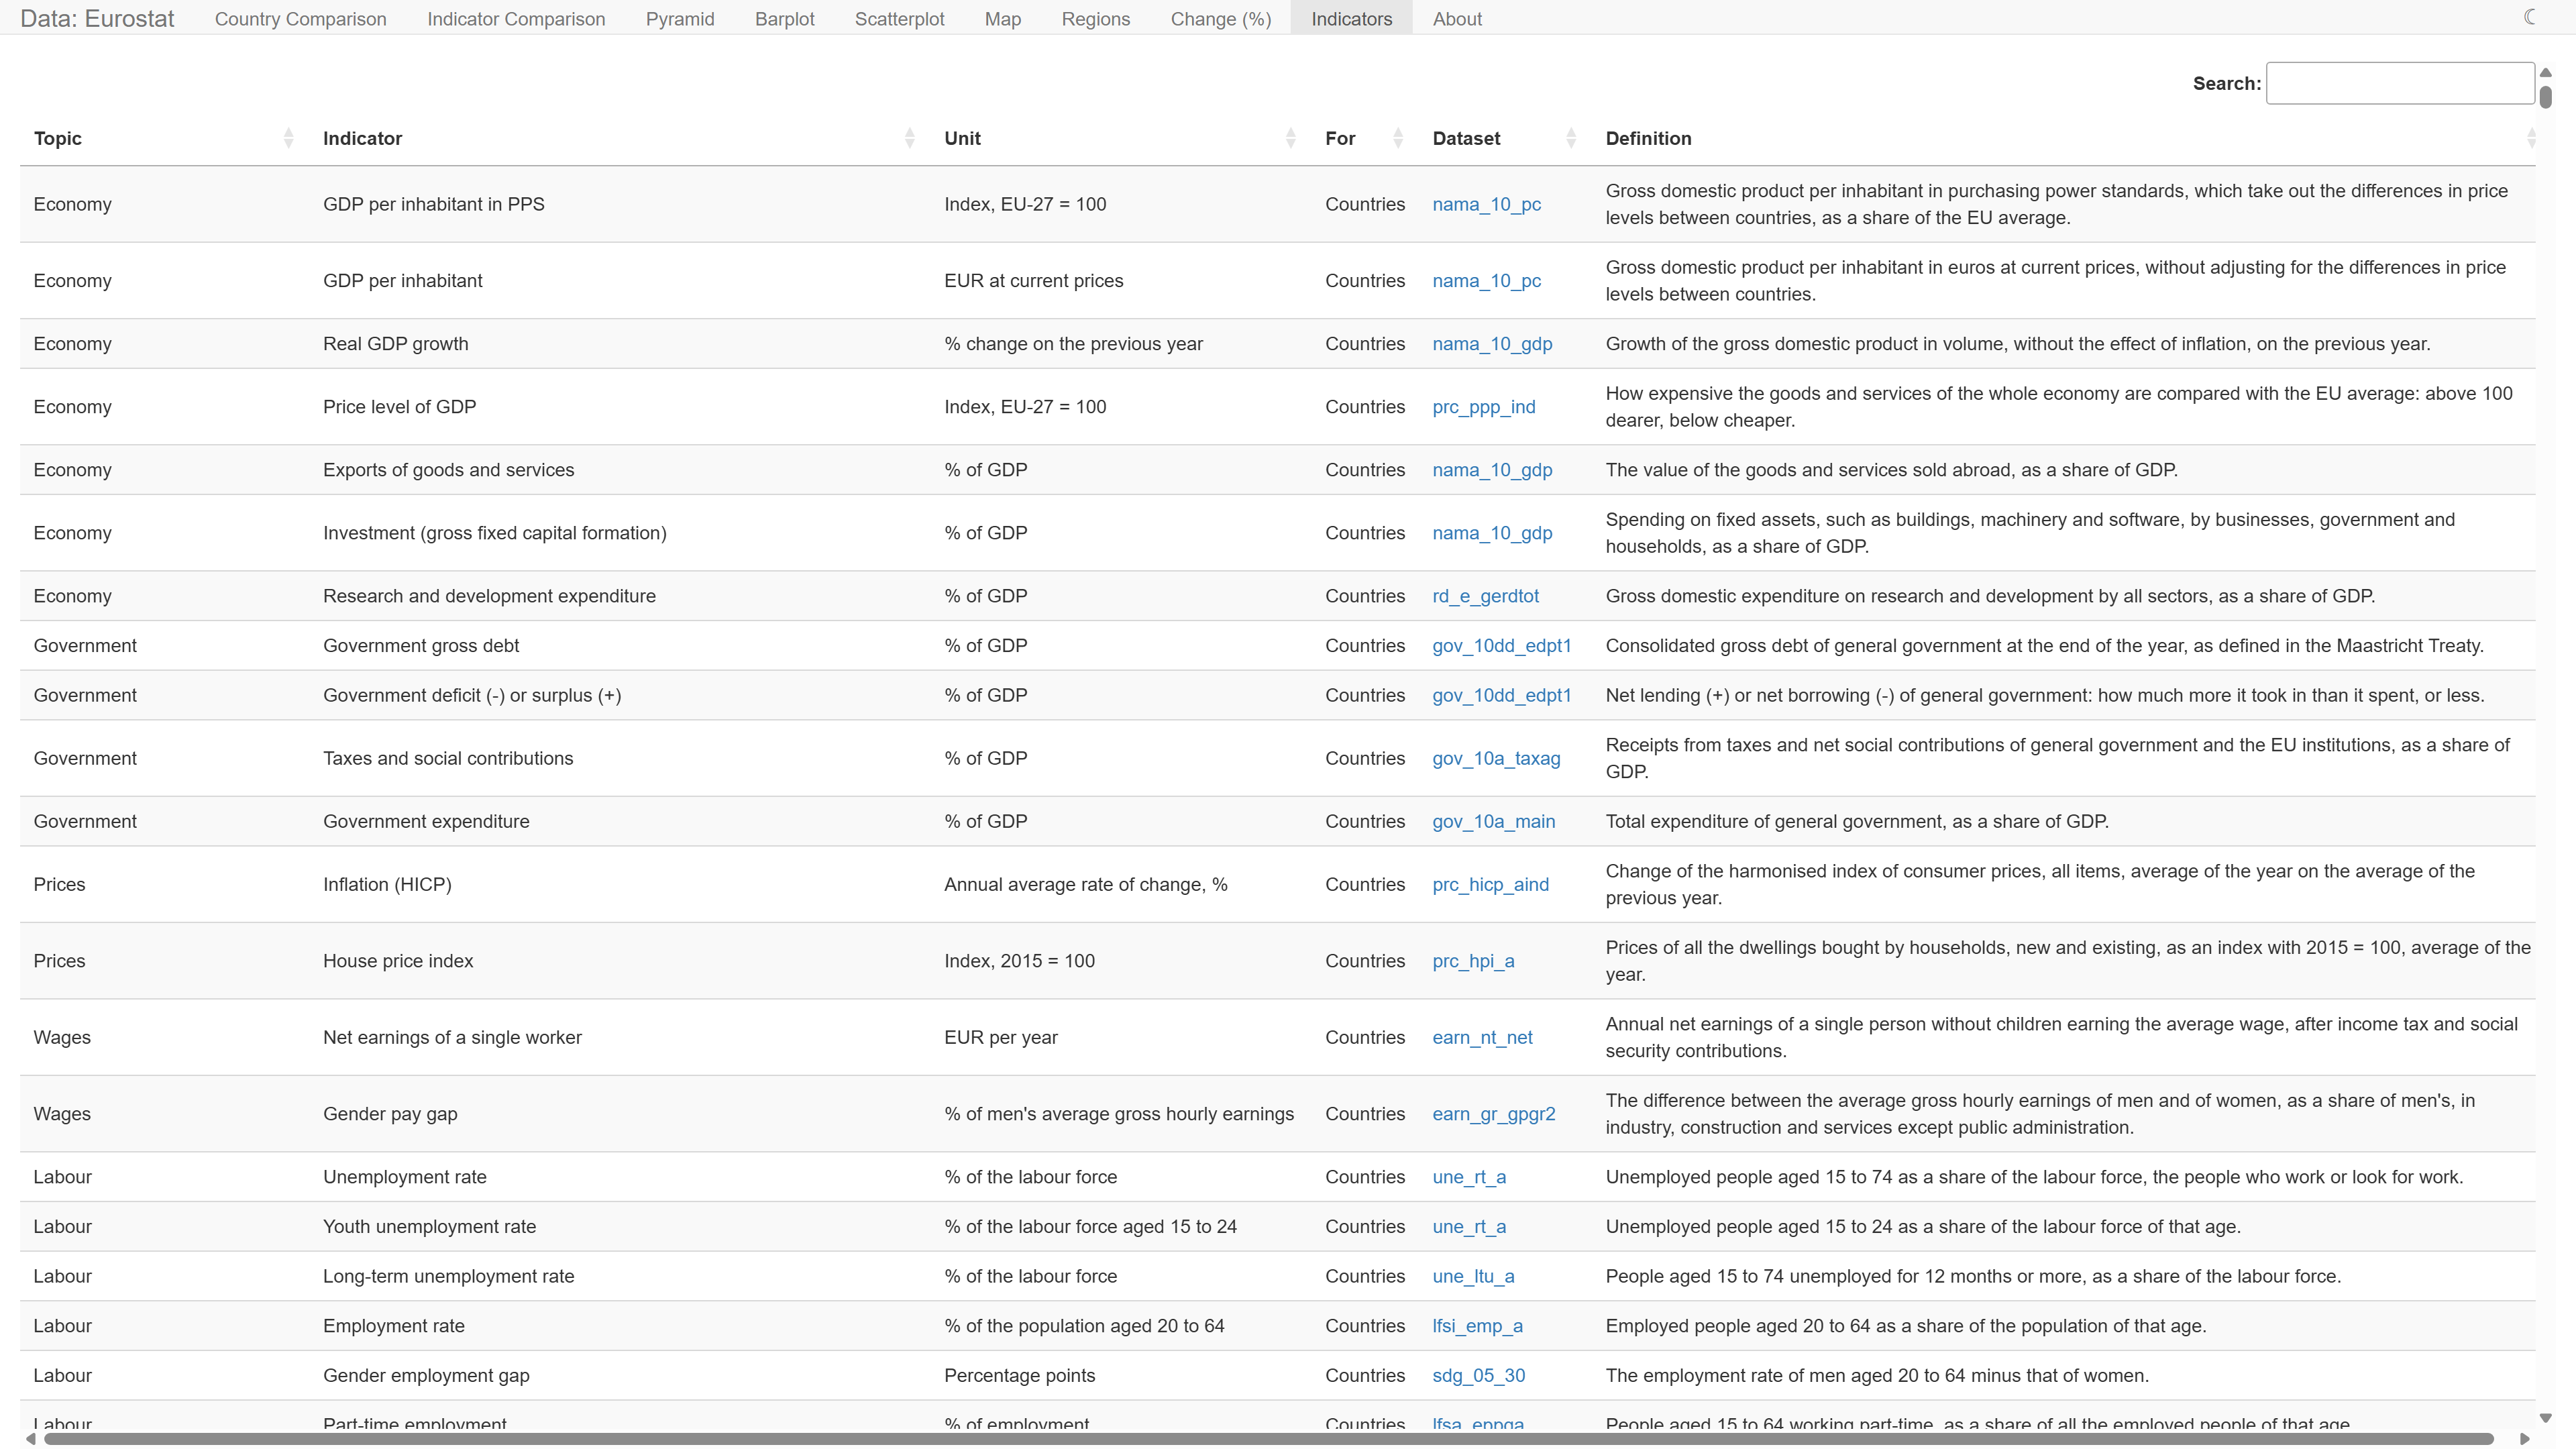 Data: Eurostat Country Comparison Indicator Comparison Pyramid Barplot Scatterplot Map Regions Change (%) Indicators About
Search:
Topic Indicator Unit For Dataset Definition
Economy GDP per inhabitant in PPS Index, EU-27 = 100 Countries nama_10_pc Gross domestic product per inhabitant in purchasing power standards, which take out the differences in price
levels between countries, as a share of the EU average.
Economy GDP per inhabitant EUR at current prices Countries nama_10_pc Gross domestic product per inhabitant in euros at current prices, without adjusting for the differences in price
levels between countries.
Economy Real GDP growth % change on the previous year Countries nama_10_gdp Growth of the gross domestic product in volume, without the effect of inflation, on the previous year.
Economy Price level of GDP Index, EU-27 = 100 Countries prc_ppp_ind How expensive the goods and services of the whole economy are compared with the EU average: above 100
dearer, below cheaper.
Economy Exports of goods and services % of GDP Countries nama_10_gdp The value of the goods and services sold abroad, as a share of GDP.
Economy Investment (gross fixed capital formation) % of GDP Countries nama_10_gdp Spending on fixed assets, such as buildings, machinery and software, by businesses, government and
households, as a share of GDP.
Economy Research and development expenditure % of GDP Countries rd_e_gerdtot Gross domestic expenditure on research and development by all sectors, as a share of GDP.
Government Government gross debt % of GDP Countries gov_10dd_edpt1 Consolidated gross debt of general government at the end of the year, as defined in the Maastricht Treaty.
Government Government deficit (-) or surplus (+) % of GDP Countries gov_10dd_edpt1 Net lending (+) or net borrowing (-) of general government: how much more it took in than it spent, or less.
Government Taxes and social contributions % of GDP Countries gov_10a_taxag Receipts from taxes and net social contributions of general government and the EU institutions, as a share of
GDP.
Government Government expenditure % of GDP Countries gov_10a_main Total expenditure of general government, as a share of GDP.
Prices Inflation (HICP) Annual average rate of change, % Countries prc_hicp_aind Change of the harmonised index of consumer prices, all items, average of the year on the average of the
previous year.
Prices House price index Index, 2015 = 100 Countries prc_hpi_a Prices of all the dwellings bought by households, new and existing, as an index with 2015 = 100, average of the
year.
Wages Net earnings of a single worker EUR per year Countries earn_nt_net Annual net earnings of a single person without children earning the average wage, after income tax and social
security contributions.
Wages Gender pay gap % of men's average gross hourly earnings Countries earn_gr_gpgr2 The difference between the average gross hourly earnings of men and of women, as a share of men's, in
industry, construction and services except public administration.
Labour Unemployment rate % of the labour force Countries une_rt_a Unemployed people aged 15 to 74 as a share of the labour force, the people who work or look for work.
Labour Youth unemployment rate % of the labour force aged 15 to 24 Countries une_rt_a Unemployed people aged 15 to 24 as a share of the labour force of that age.
Labour Long-term unemployment rate % of the labour force Countries une_ltu_a People aged 15 to 74 unemployed for 12 months or more, as a share of the labour force.
Labour Employment rate % of the population aged 20 to 64 Countries lfsi_emp_a Employed people aged 20 to 64 as a share of the population of that age.
Labour Gender employment gap Percentage points Countries sdg_05_30 The employment rate of men aged 20 to 64 minus that of women.
Labour Part-time employment % of employment Countries lfsa_eppga People aged 15 to 64 working part-time, as a share of all the employed people of that age.